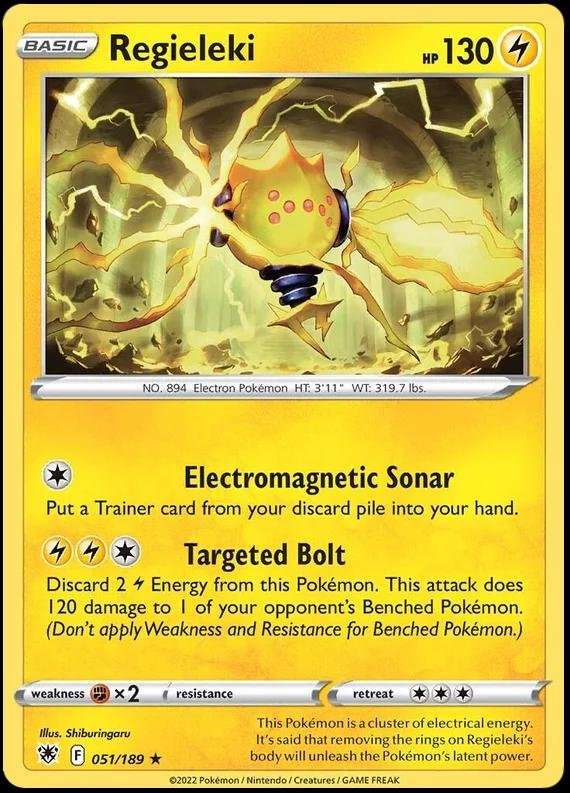 BASIC Regieleki HP 130
NO. 894 Electron Pokémon HT: 3'11" WT: 319.7 lbs.
Electromagnetic Sonar
Put a Trainer card from your discard pile into your hand.
Targeted Bolt
Discard 2 Energy from this Pokémon. This attack does
120 damage to 1 of your opponent's Benched Pokémon.
(Don't apply Weakness and Resistance for Benched Pokémon.)
weakness ×2 resistance retreat
Illus. Shiburingaru
F 051/189 ★
This Pokémon is a cluster of electrical energy.
It's said that removing the rings on Regieleki's
body will unleash the Pokémon's latent power.
©2022 Pokémon / Nintendo / Creatures / GAME FREAK